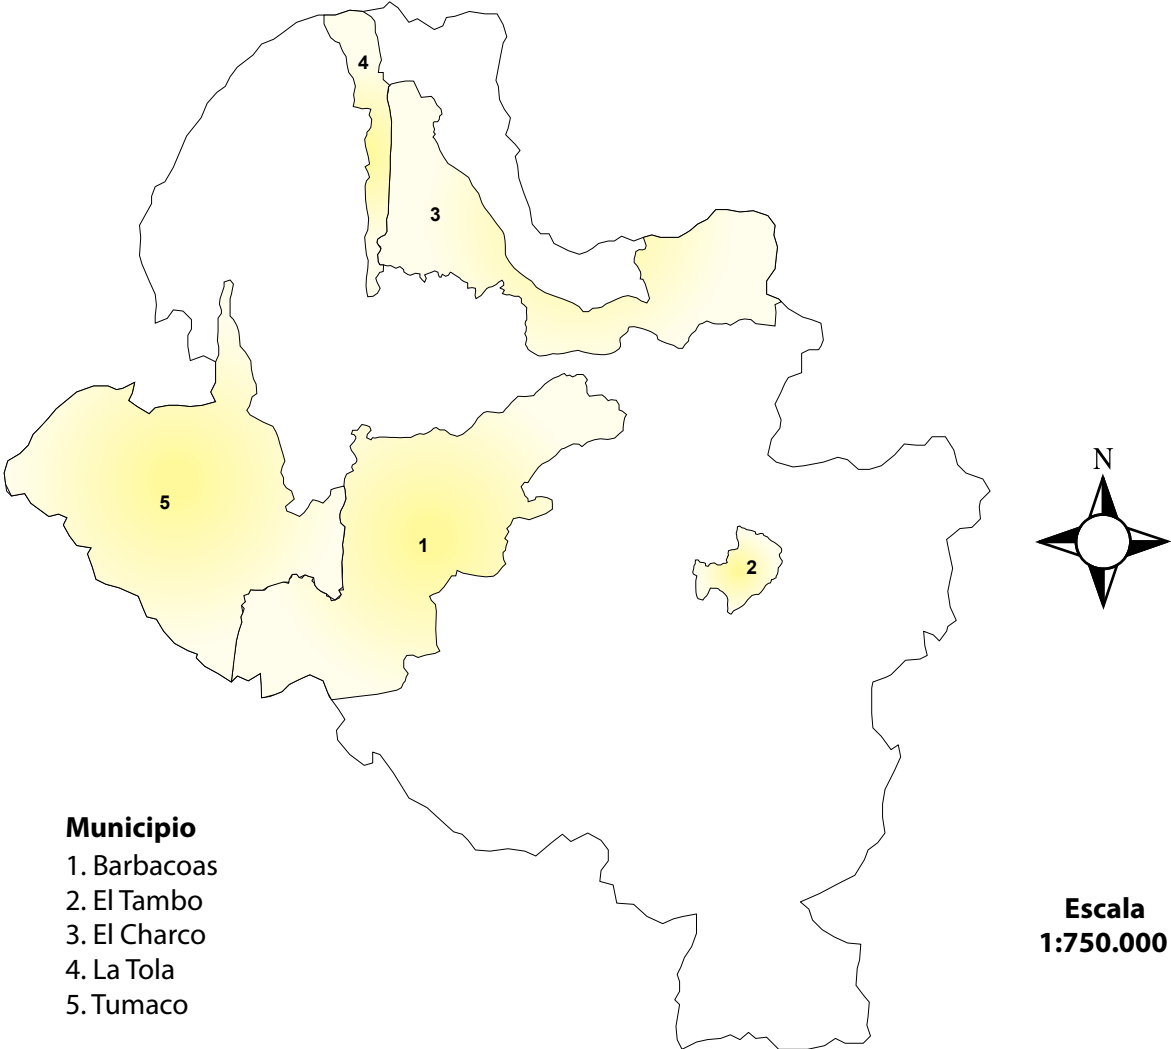 4
3
5
1
2
N
Municipio
1. Barbacoas
2. El Tambo
3. El Charco
4. La Tola
5. Tumaco
Escala
1:750.000